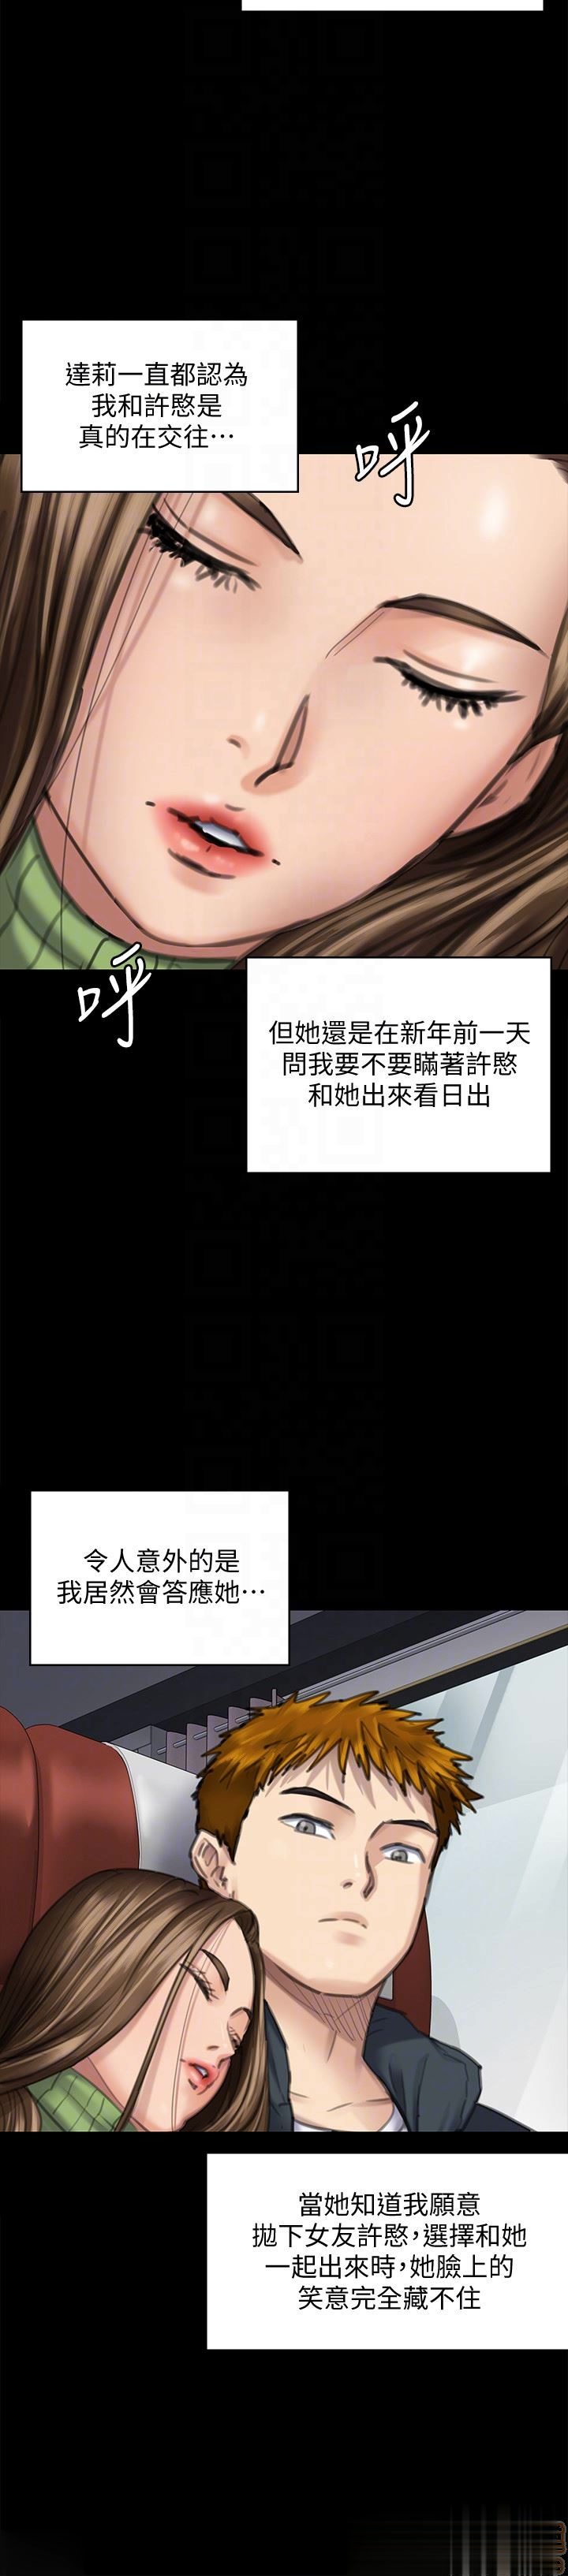 達莉一直都認為
我和許慜是
真的在交往⋯
呼
呼
但她還是在新年前一天
問我要不要瞞著許慜
和她出來看日出
令人意外的是
我居然會答應她⋯
當她知道我願意
拋下女友許慜,選擇和她
一起出來時,她臉上的
笑意完全藏不住